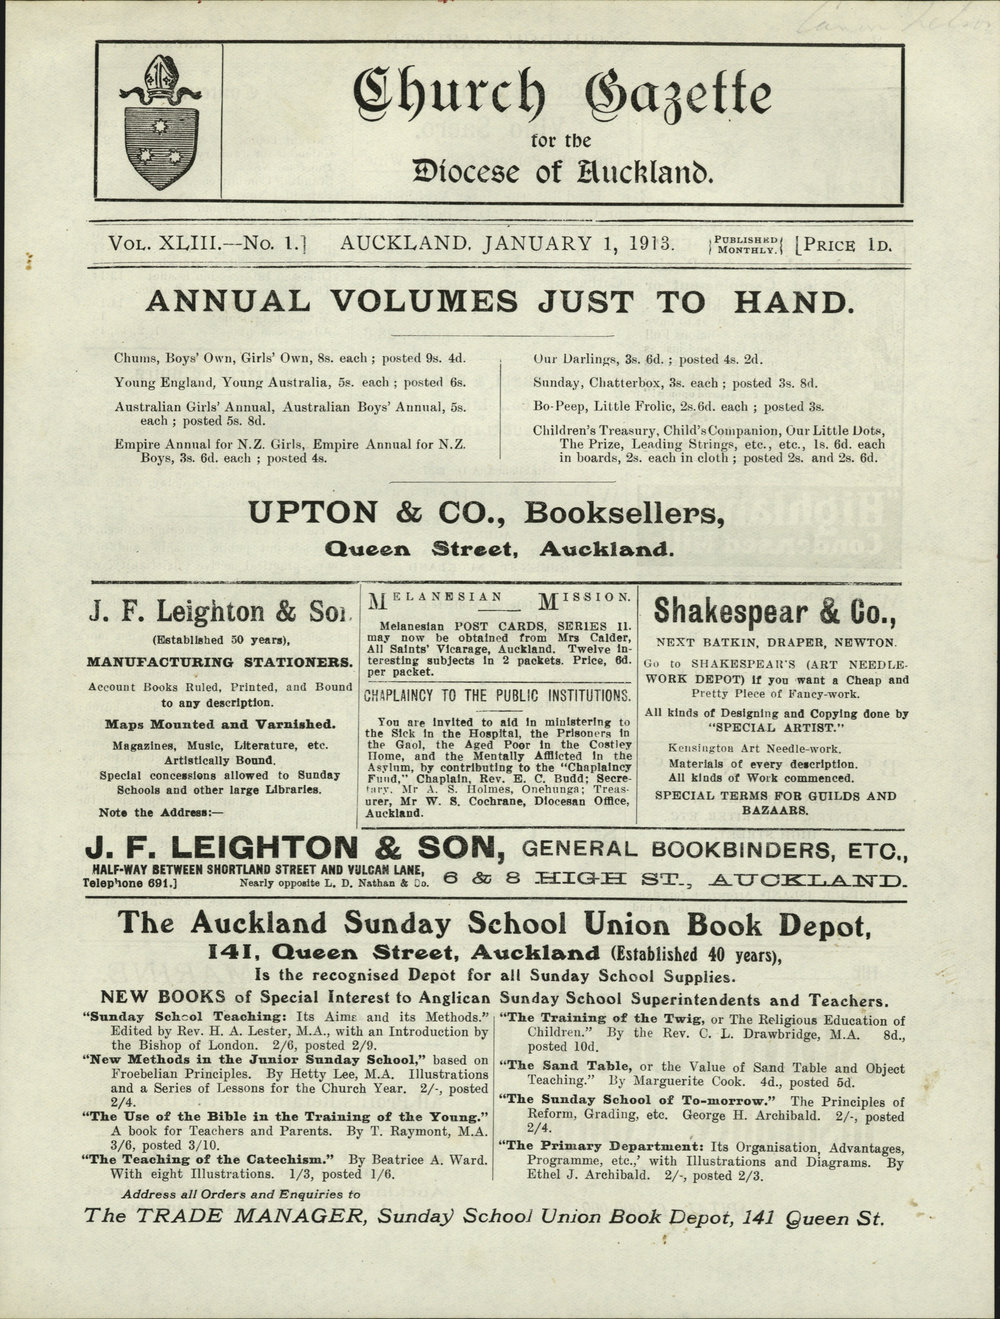 Church Gazette
for the
Diocese of Auckland.
VOL. XLIII.—No. 1.]
AUCKLAND, JANUARY 1, 1913.
{PUBLISHED MONTHLY.}
[PRICE 1D.
ANNUAL VOLUMES JUST TO HAND.
Chums, Boys' Own, Girls' Own, 8s. each ; posted 9s. 4d.
Young England, Young Australia, 5s. each ; posted 6s.
Australian Girls' Annual, Australian Boys' Annual, 5s.
each ; posted 5s. 8d.
Empire Annual for N.Z. Girls, Empire Annual for N.Z.
Boys, 3s. 6d. each ; posted 4s.
Our Darlings, 3s. 6d. ; posted 4s. 2d.
Sunday, Chatterbox, 3s. each ; posted 3s. 8d.
Bo-Peep, Little Frolic, 2s. 6d. each ; posted 3s.
Children's Treasury, Child's Companion, Our Little Dots,
The Prize, Leading Strings, etc., etc., 1s. 6d. each
in boards, 2s. each in cloth ; posted 2s. and 2s. 6d.
UPTON & CO., Booksellers,
Queen Street, Auckland.
J. F. Leighton & Son.
(Established 50 years),
MANUFACTURING STATIONERS.
Account Books Ruled, Printed, and Bound
to any description.
Maps Mounted and Varnished.
Magazines, Music, Literature, etc.
Artistically Bound.
Special concessions allowed to Sunday
Schools and other large Libraries.
Note the Address:—
MELANESIAN MISSION.
Melanesian POST CARDS, SERIES II.
may now be obtained from Mrs Calder,
All Saints' Vicarage, Auckland. Twelve in-
teresting subjects in 2 packets. Price, 6d.
per packet.
CHAPLAINCY TO THE PUBLIC INSTITUTIONS.
You are invited to aid in ministering to
the Sick in the Hospital, the Prisoners in
the Gaol, the Aged Poor in the Costley
Home, and the Mentally Afflicted in the
Asylum, by contributing to the "Chaplaincy
Fund," Chaplain, Rev. E. C. Budd; Secre-
tary, Mr A. S. Holmes, Onehunga; Treas-
urer, Mr W. S. Cochrane, Diocesan Office,
Auckland.
Shakespear & Co.,
NEXT RATKIN, DRAPER, NEWTON.
Go to SHAKESPEAR'S (ART NEEDLE-
WORK DEPOT) if you want a Cheap and
Pretty Piece of Fancy-work.
All kinds of Designing and Copying done by
"SPECIAL ARTIST."
Kensington Art Needle-work.
Materials of every description.
All kinds of Work commenced.
SPECIAL TERMS FOR GUILDS AND
BAZAARS.
J. F. LEIGHTON & SON, GENERAL BOOKBINDERS, ETC.,
HALF-WAY BETWEEN SHORTLAND STREET AND VULCAN LANE,
Telephone 691.] Nearly opposite L. D. Nathan & Co.
6 & 8 HIGH ST., AUCKLAND.
The Auckland Sunday School Union Book Depot,
141, Queen Street, Auckland (Established 40 years),
Is the recognised Depot for all Sunday School Supplies.
NEW BOOKS of Special Interest to Anglican Sunday School Superintendents and Teachers.
"Sunday School Teaching: Its Aims and its Methods."
Edited by Rev. H. A. Lester, M.A., with an Introduction by
the Bishop of London. 2/6, posted 2/9.
"New Methods in the Junior Sunday School," based on
Froebelian Principles. By Hetty Lee, M.A. Illustrations
and a Series of Lessons for the Church Year. 2/-, posted
2/4.
"The Use of the Bible in the Training of the Young."
A book for Teachers and Parents. By T. Raymont, M.A.
3/6, posted 3/10.
"The Teaching of the Catechism." By Beatrice A. Ward.
With eight Illustrations. 1/3, posted 1/6.
"The Training of the Twig, or The Religious Education of
Children." By the Rev. C. L. Drawbridge, M.A. 8d.,
posted 10d.
"The Sand Table, or the Value of Sand Table and Object
Teaching." By Marguerite Cook. 4d., posted 5d.
"The Sunday School of To-morrow." The Principles of
Reform, Grading, etc. George H. Archibald. 2/-, posted
2/4.
"The Primary Department: Its Organisation, Advantages,
Programme, etc.,' with Illustrations and Diagrams. By
Ethel J. Archibald. 2/-, posted 2/3.
Address all Orders and Enquiries to
The TRADE MANAGER, Sunday School Union Book Depot, 141 Queen St.